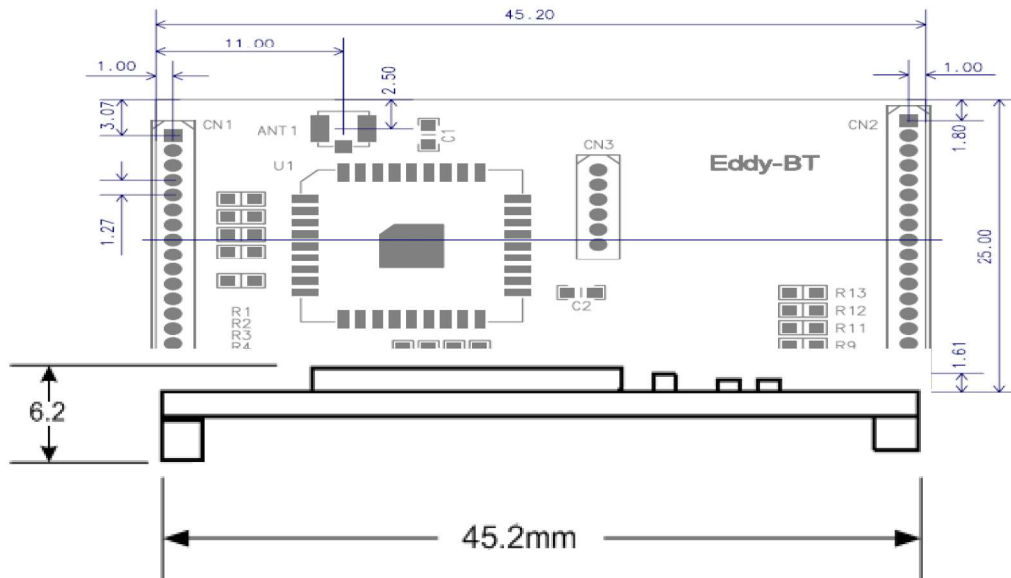 45.20
11.00
1.00
1.00
2.50
3.07
CN1
ANT1
C1
CN2
1.80
CN3
U1
Eddy-BT
1.27
25.00
C2
R13
R1
R12
R2
R11
R3
R9
R4
1.61
6.2
45.2mm